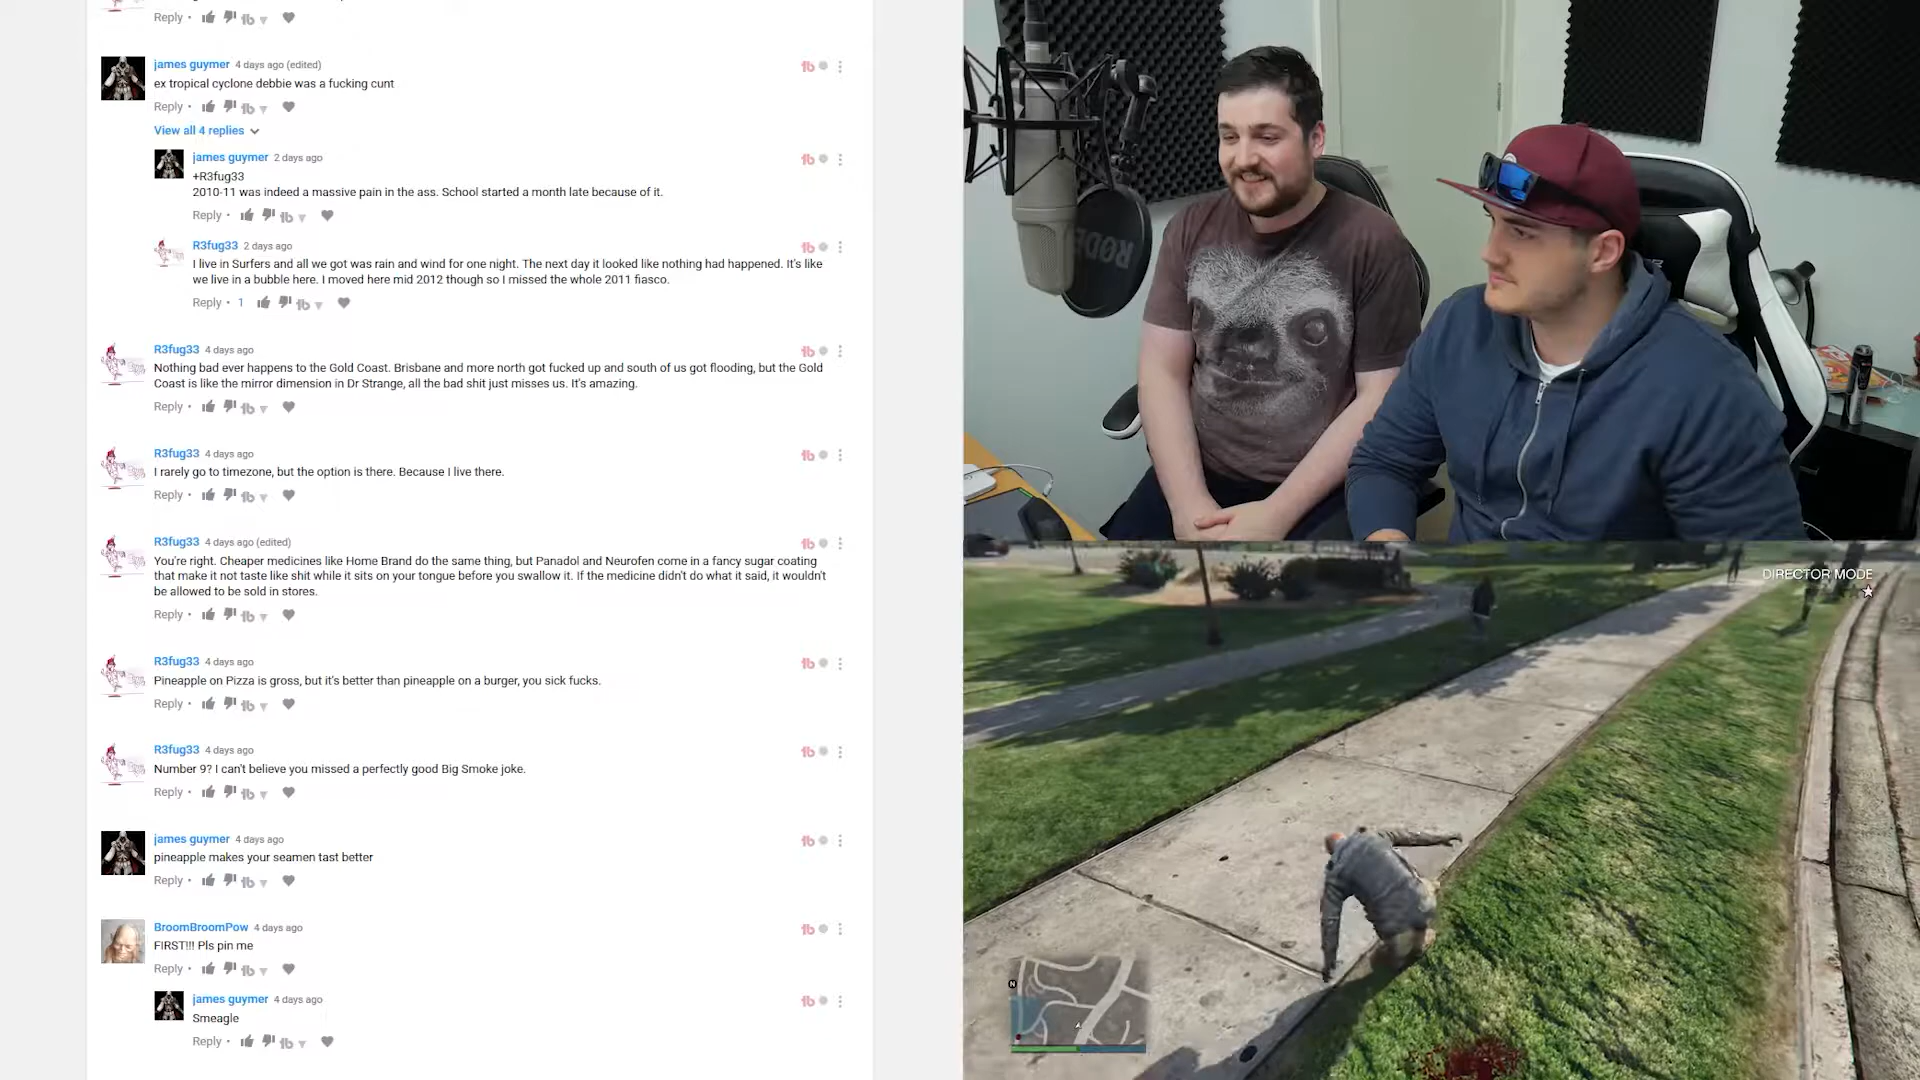 Reply •
james guymer 4 days ago (edited)
ex tropical cyclone debbie was a fucking cunt
Reply •
View all 4 replies
james guymer 2 days ago
+R3fug33
2010-11 was indeed a massive pain in the ass. School started a month late because of it.
Reply •
R3fug33 2 days ago
I live in Surfers and all we got was rain and wind for one night. The next day it looked like nothing had happened. It's like
we live in a bubble here. I moved here mid 2012 though so I missed the whole 2011 fiasco.
Reply • 1
R3fug33 4 days ago
Nothing bad ever happens to the Gold Coast. Brisbane and more north got fucked up and south of us got flooding, but the Gold
Coast is like the mirror dimension in Dr Strange, all the bad shit just misses us. It's amazing.
Reply •
R3fug33 4 days ago
I rarely go to timezone, but the option is there. Because I live there.
Reply •
R3fug33 4 days ago (edited)
You're right. Cheaper medicines like Home Brand do the same thing, but Panadol and Neurofen come in a fancy sugar coating
that make it not taste like shit while it sits on your tongue before you swallow it. If the medicine didn't do what it said, it wouldn't
be allowed to be sold in stores.
Reply •
R3fug33 4 days ago
Pineapple on Pizza is gross, but it's better than pineapple on a burger, you sick fucks.
Reply •
R3fug33 4 days ago
Number 9? I can't believe you missed a perfectly good Big Smoke joke.
Reply •
james guymer 4 days ago
pineapple makes your seamen tast better
Reply •
BroomBroomPow 4 days ago
FIRST!!! Pls pin me
Reply •
james guymer 4 days ago
Smeagle
Reply •
RØDE
DIRECTOR MODE
N